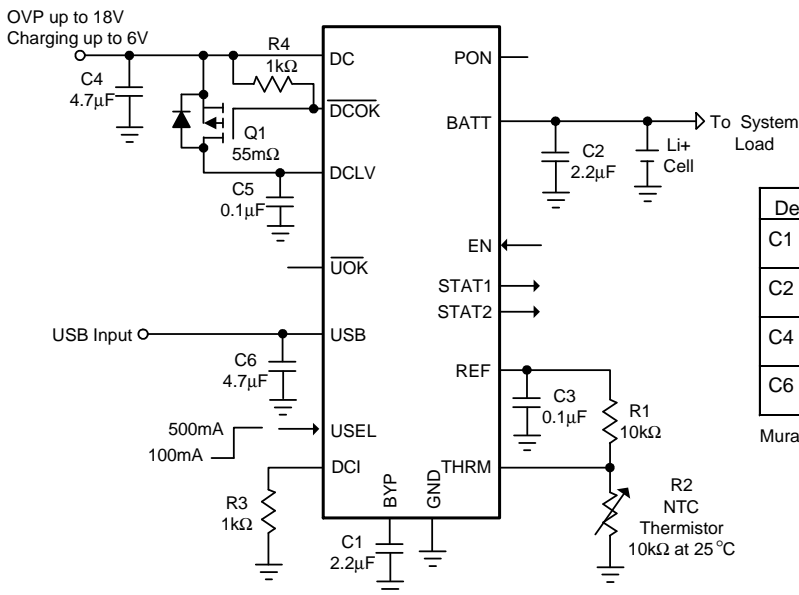 OVP up to 18V
Charging up to 6V
C4
4.7µF
R4
1kΩ
Q1
55mΩ
C5
0.1µF
DC
DCOK
DCLV
UOK
USB
USEL
DCI
BYP
GND
PON
BATT
EN
STAT1
STAT2
REF
THRM
C2
2.2µF
Li+
Cell
To System
Load
USB Input
C6
4.7µF
500mA
100mA
R3
1kΩ
C1
2.2µF
C3
0.1µF
R1
10kΩ
R2
NTC
Thermistor
10kΩ at 25°C
De
C1
C2
C4
C6
Mura